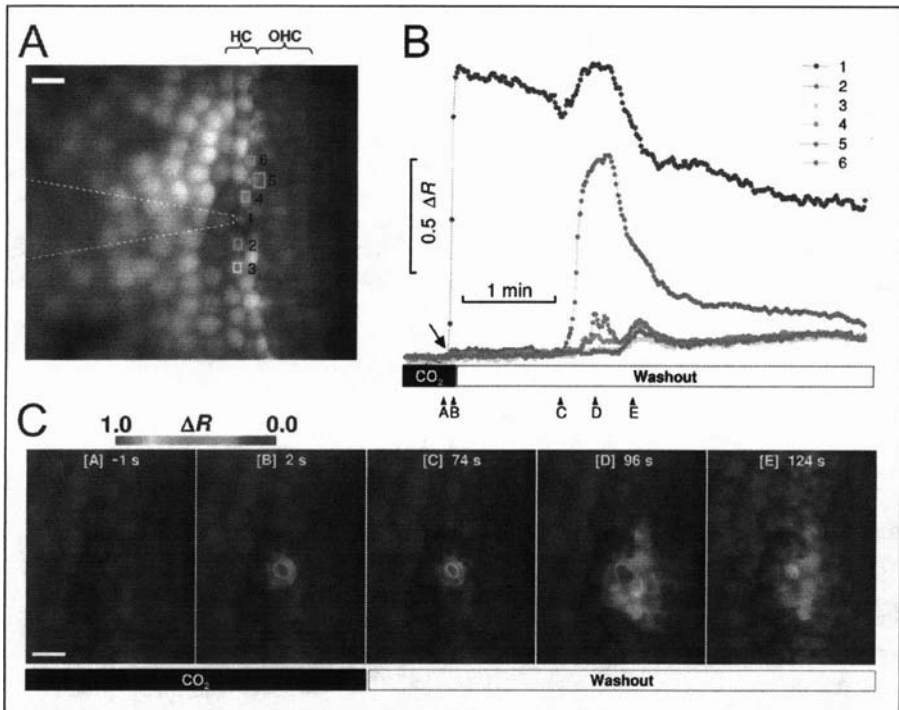 A
HC OHC
6
5
4
1
2
3
B
1
2
3
4
5
6
0.5 ΔR
1 min
CO₂ Washout
A B C D E
C
1.0 ΔR 0.0
[A] -1 s [B] 2 s [C] 74 s [D] 96 s [E] 124 s
CO₂ Washout